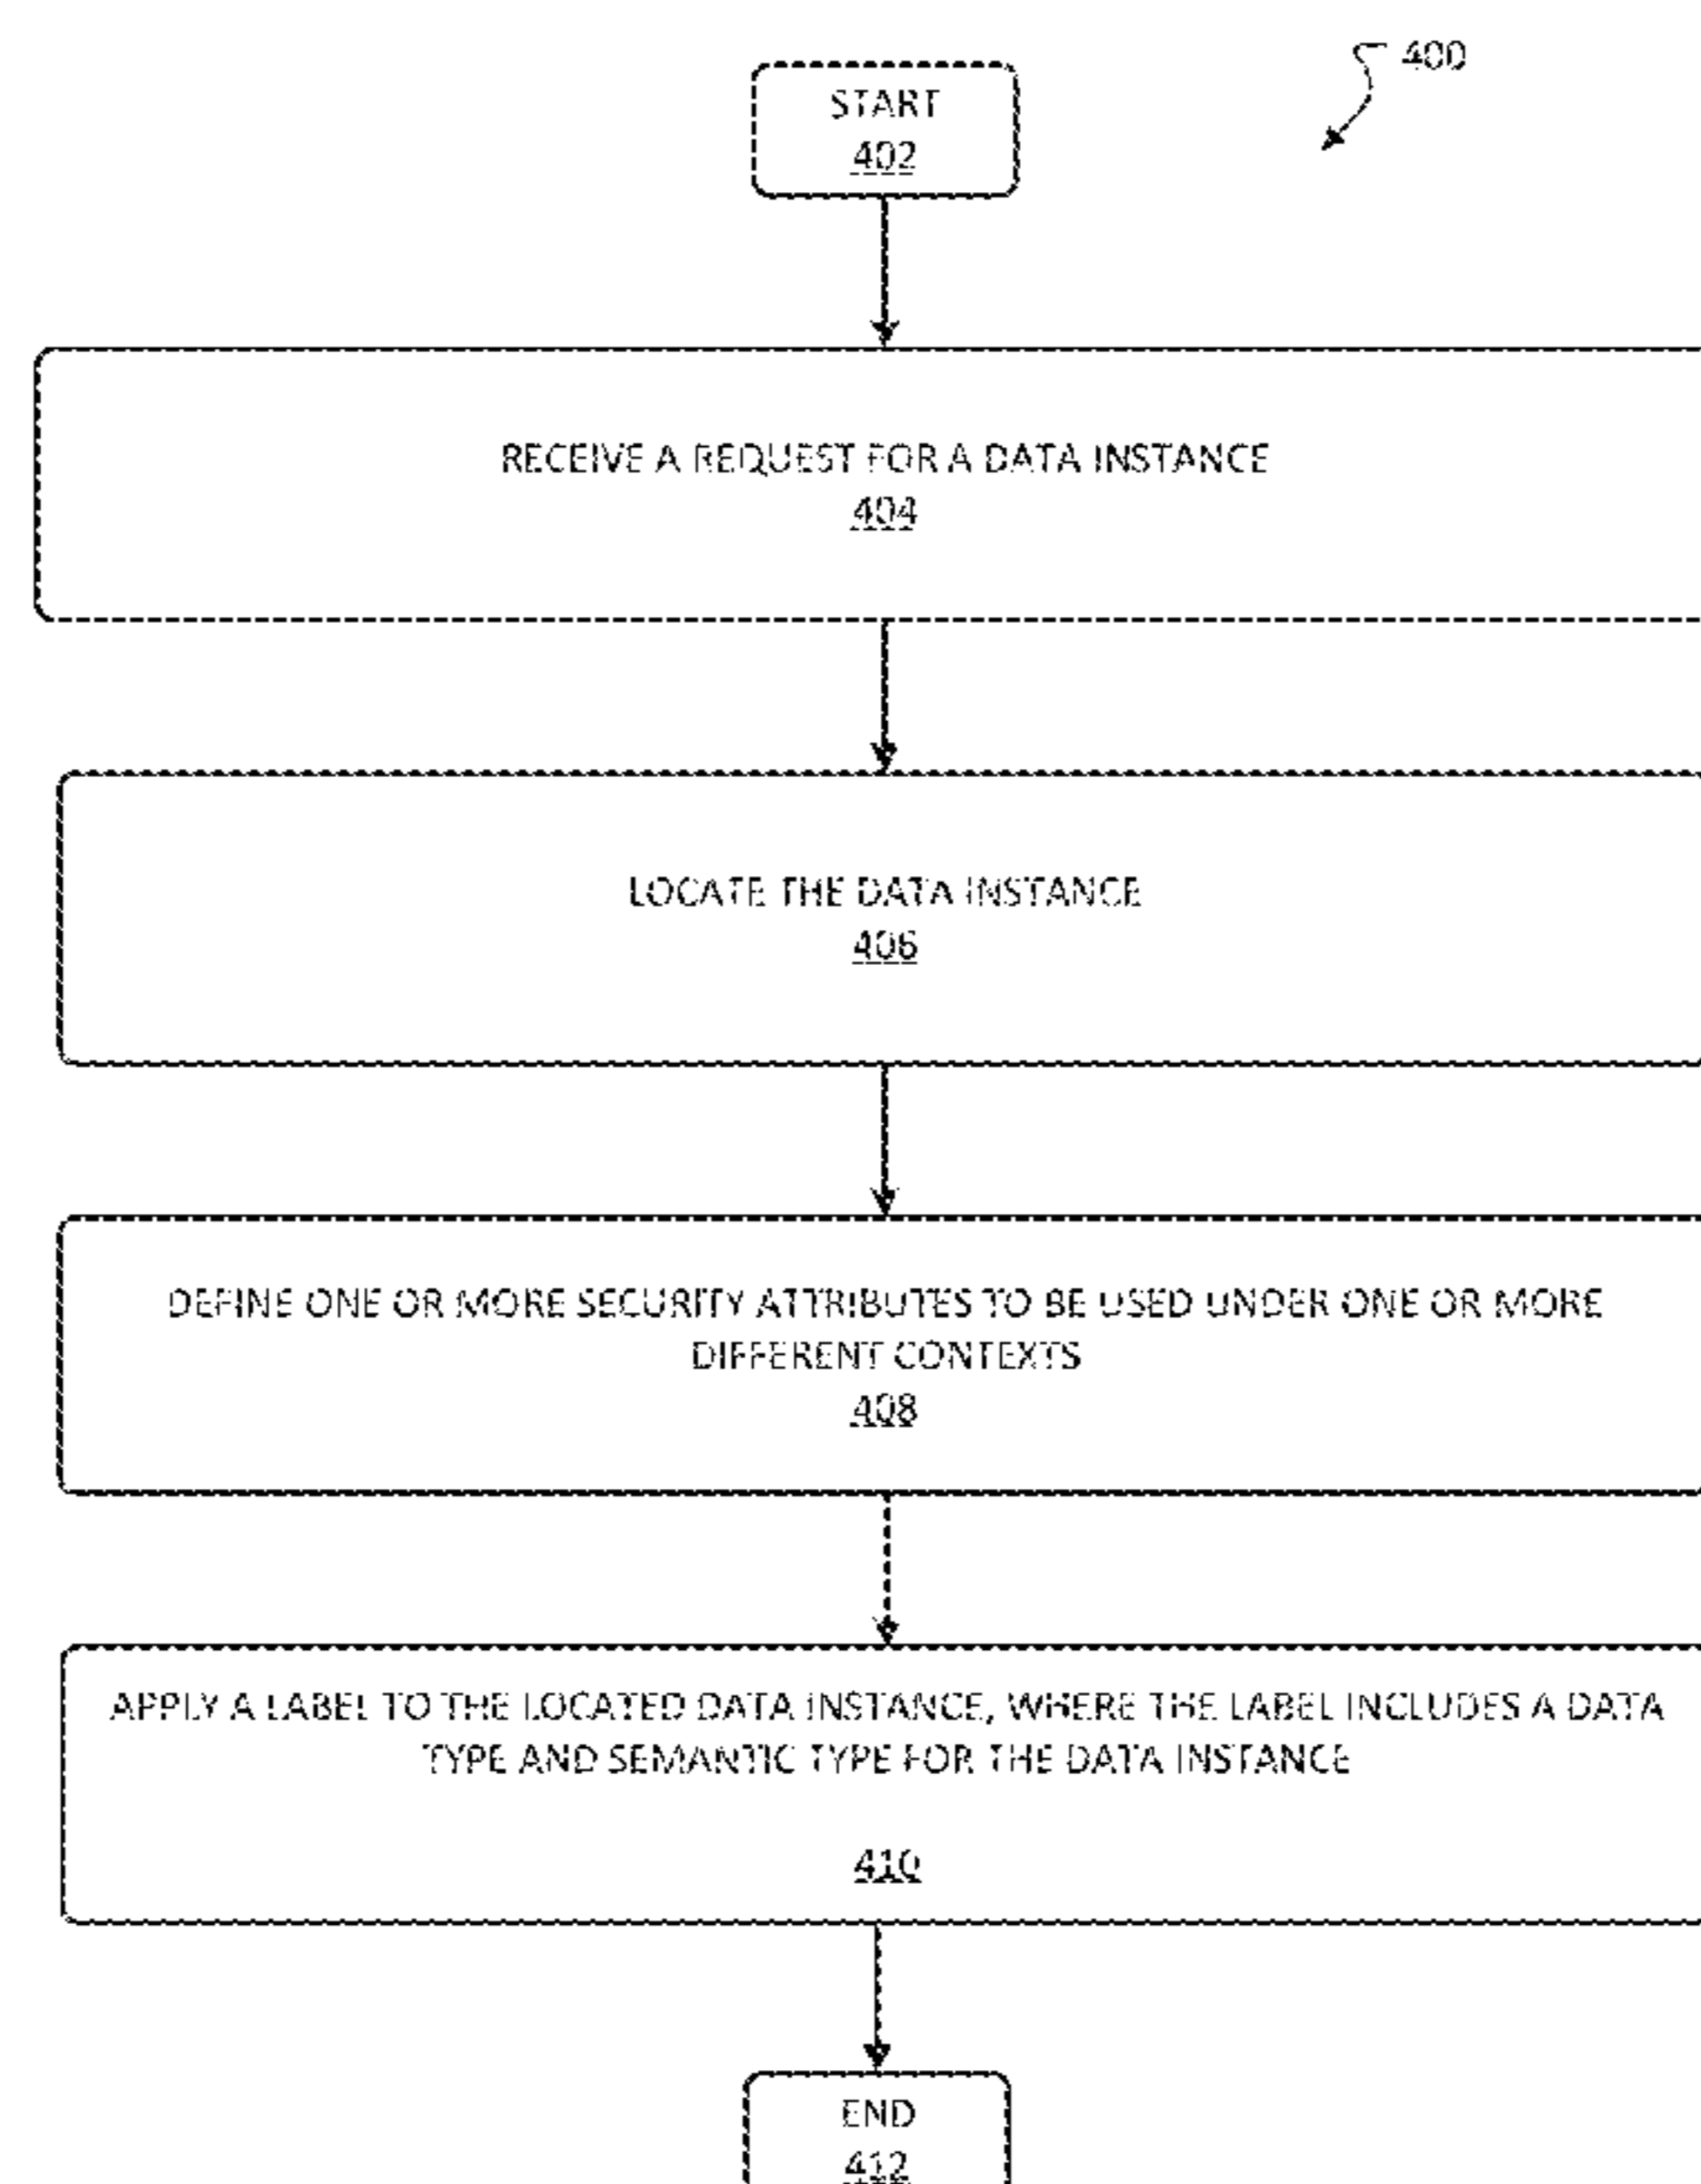 400
START
402
RECEIVE A REQUEST FOR A DATA INSTANCE
404
LOCATE THE DATA INSTANCE
406
DEFINE ONE OR MORE SECURITY ATTRIBUTES TO BE USED UNDER ONE OR MORE
DIFFERENT CONTEXTS
408
APPLY A LABEL TO THE LOCATED DATA INSTANCE, WHERE THE LABEL INCLUDES A DATA
TYPE AND SEMANTIC TYPE FOR THE DATA INSTANCE
410
END
412